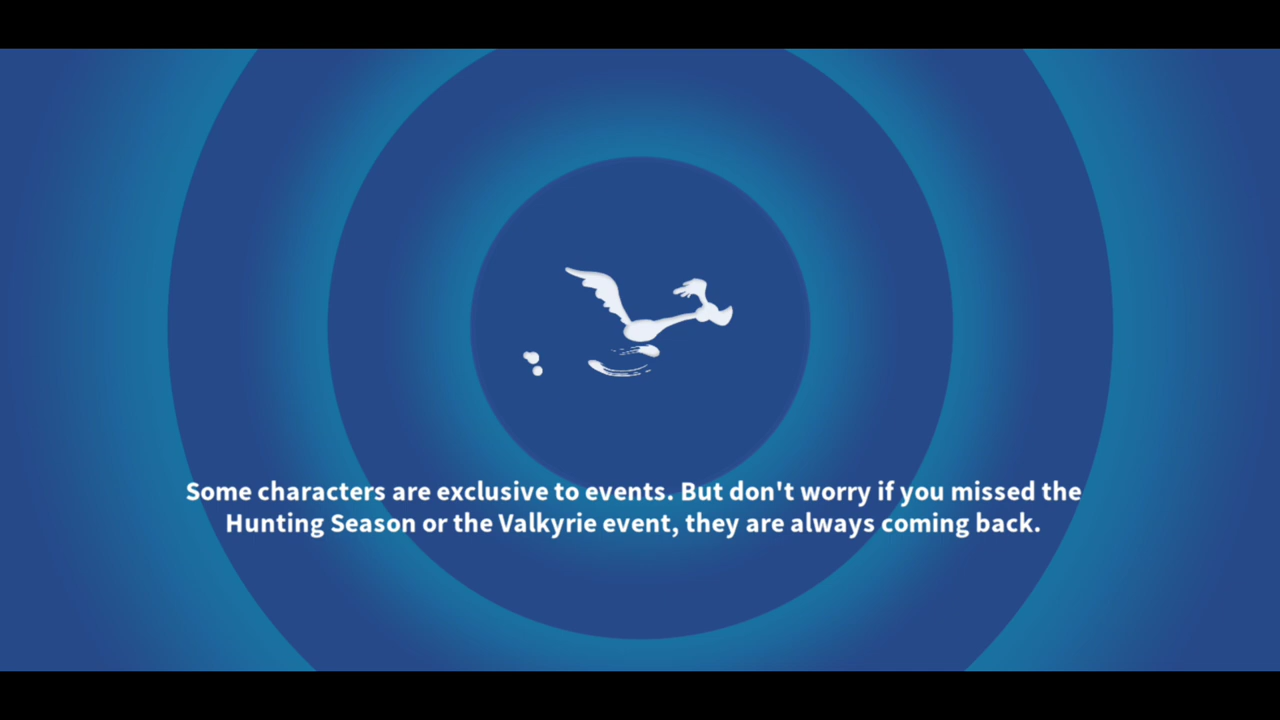 Some characters are exclusive to events. But don't worry if you missed the
Hunting Season or the Valkyrie event, they are always coming back.